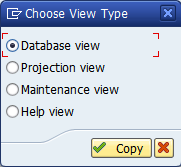 Choose View Type
Database view
Projection view
Maintenance view
Help view
Copy